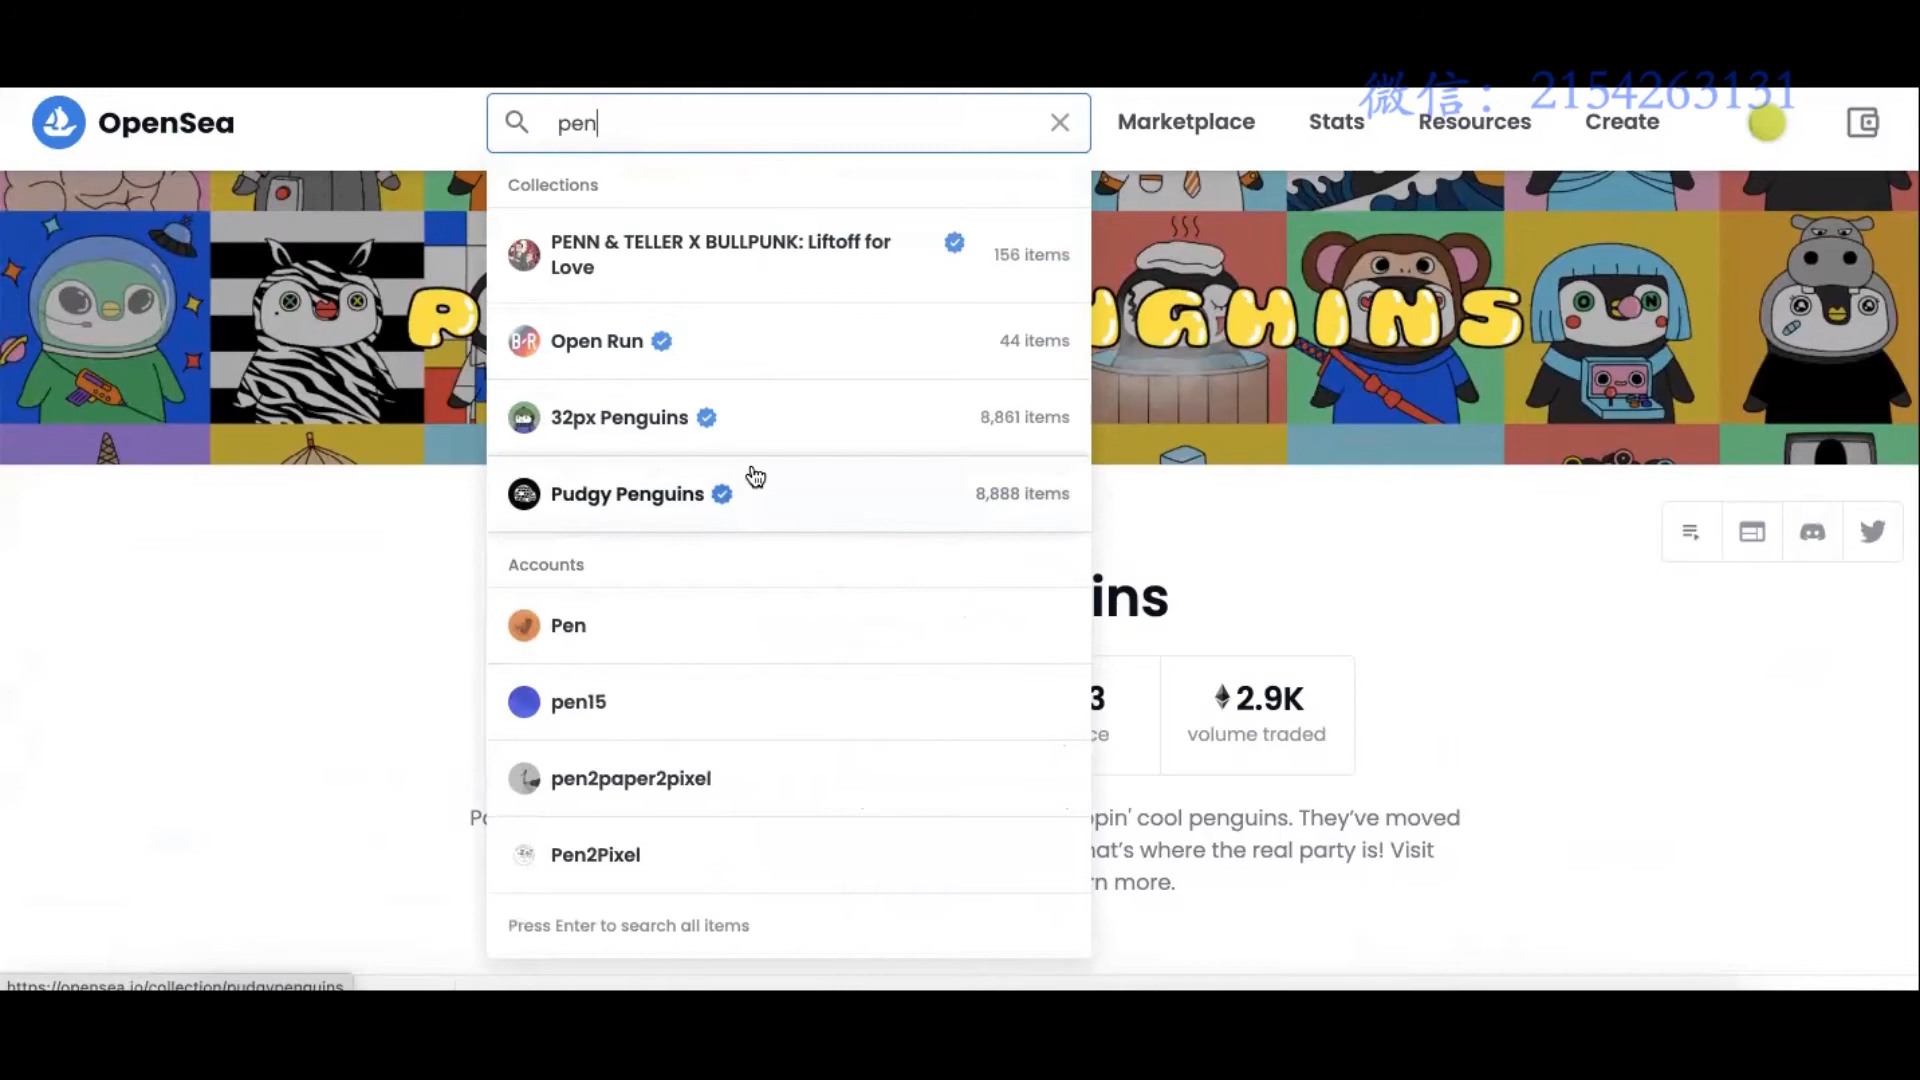 微信：2154263131
OpenSea
pen
Marketplace
Stats
Resources
Create
Collections
PENN & TELLER X BULLPUNK: Liftoff for
Love
156 items
B-R
Open Run
44 items
32px Penguins
8,861 items
Pudgy Penguins
8,888 items
NGHINS
Accounts
Pen
pen15
pen2paper2pixel
Pen2Pixel
Press Enter to search all items
ins
3
ce
2.9K
volume traded
pin' cool penguins. They’ve moved
hat’s where the real party is! Visit
n more.
https://opensea.io/collection/pudgypenguins